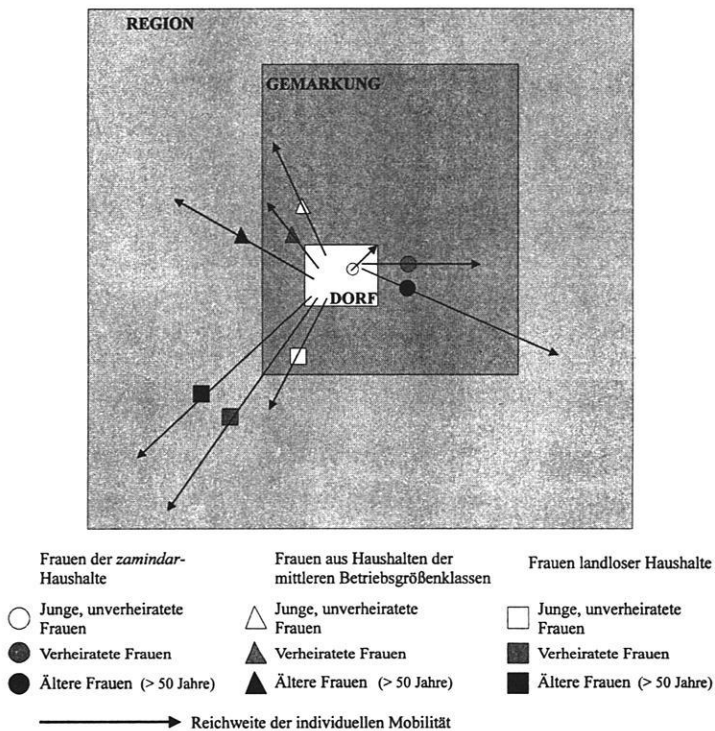 REGION
GEMARKUNG
DORF
Frauen der zamindar-
Haushalte
Junge, unverheiratete
Frauen
Verheiratete Frauen
Ältere Frauen (> 50 Jahre)
Frauen aus Haushalten der
mittleren Betriebsgrößenklassen
Junge, unverheiratete
Frauen
Verheiratete Frauen
Ältere Frauen (> 50 Jahre)
Frauen landloser Haushalte
Junge, unverheiratete
Frauen
Verheiratete Frauen
Ältere Frauen (> 50 Jahre)
Reichweite der individuellen Mobilität